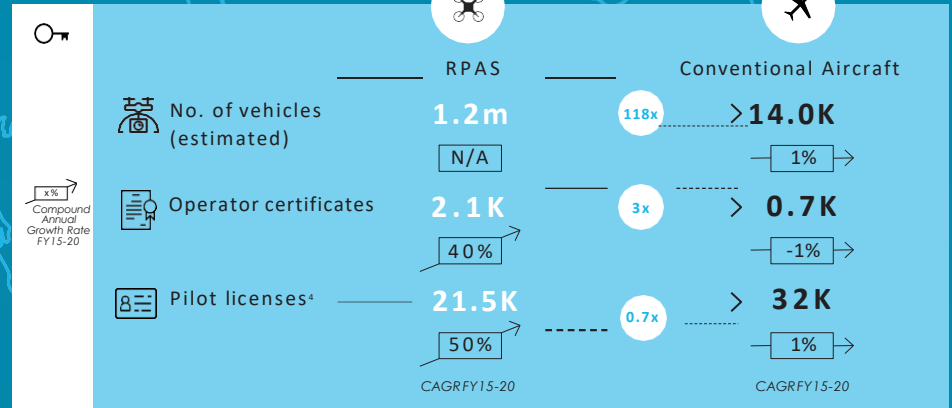 RPAS
Conventional Aircraft
No. of vehicles
(estimated)
1.2m
118x
14.0K
N/A
1%
x%
Compound
Annual
Growth Rate
FY15-20
Operator certificates
2.1K
3x
0.7K
40%
-1%
Pilot licenses⁴
21.5K
0.7x
32K
50%
1%
CAGRFY15-20
CAGRFY15-20